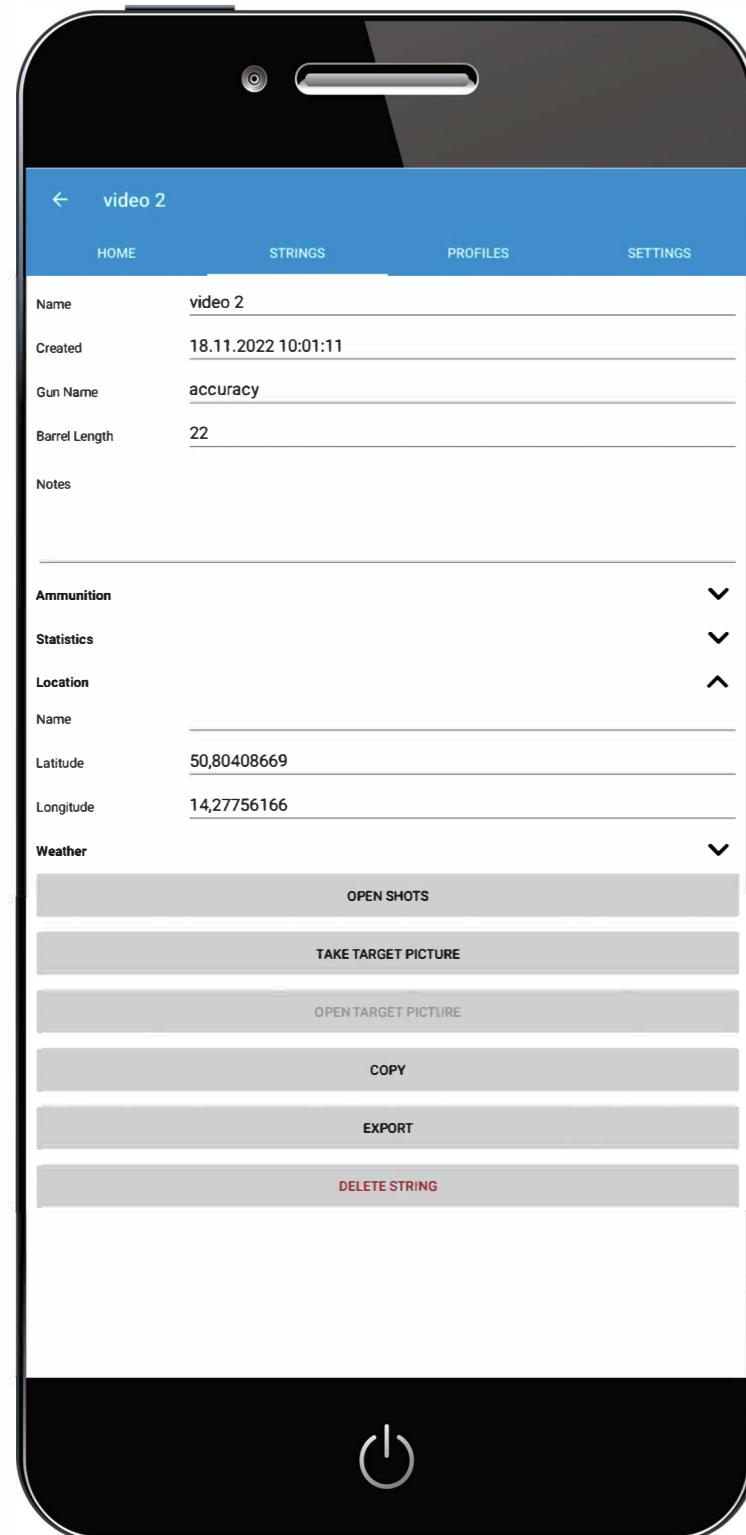 video 2
HOME STRINGS PROFILES SETTINGS
Name video 2
Created 18.11.2022 10:01:11
Gun Name accuracy
Barrel Length 22
Notes
Ammunition
Statistics
Location
Name
Latitude 50,80408669
Longitude 14,27756166
Weather
OPEN SHOTS
TAKE TARGET PICTURE
OPEN TARGET PICTURE
COPY
EXPORT
DELETE STRING